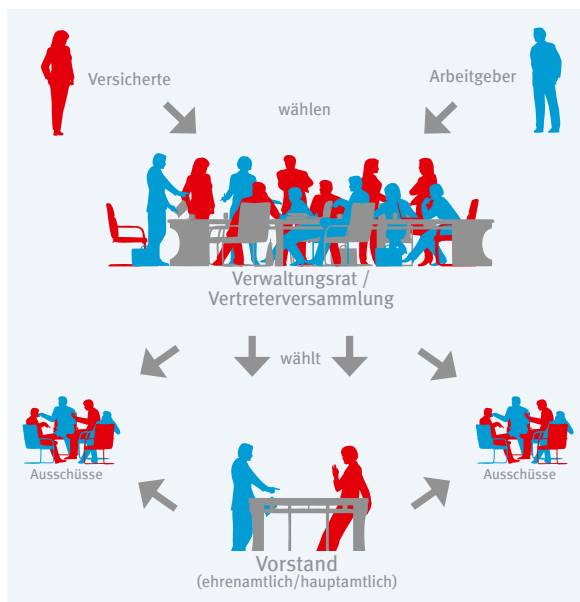 Versicherte
Arbeitgeber
wählen
Verwaltungsrat /
Vertreterversammlung
wählt
Ausschüsse
Ausschüsse
Vorstand
(ehrenamtlich/hauptamtlich)